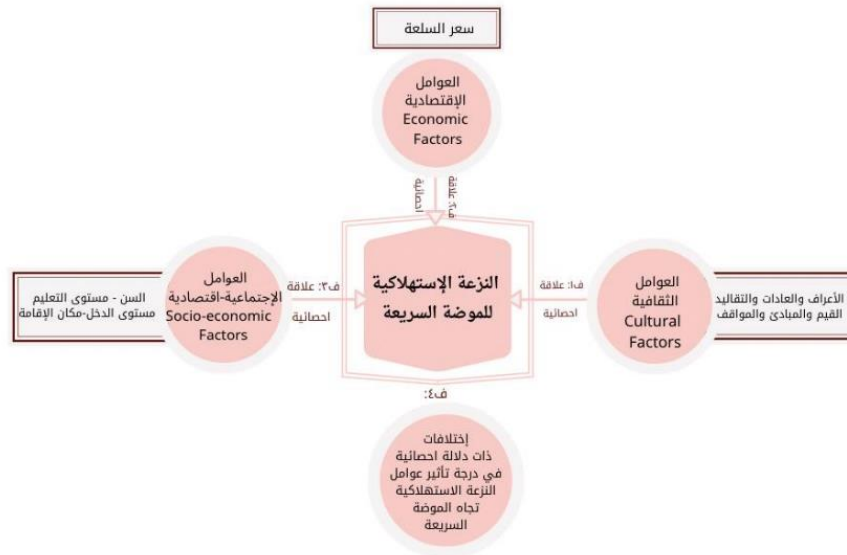 سعر السلعة
العوامل
الإقتصادية
Economic
Factors
ف٢: علاقة
احصائية
العوامل
الثقافية
Cultural
Factors
الأعراف والعادات والتقاليد
القيم والمبادئ والمواقف
ف١: علاقة
احصائية
النزعة الإستهلاكية
للموضة السريعة
ف٣: علاقة
احصائية
العوامل
الإجتماعية-اقتصادية
Socio-economic
Factors
السن - مستوى التعليم
مستوى الدخل-مكان الإقامة
ف٤:
إختلافات
ذات دلالة احصائية
في درجة تأثير عوامل
النزعة الاستهلاكية
تجاه الموضة
السريعة